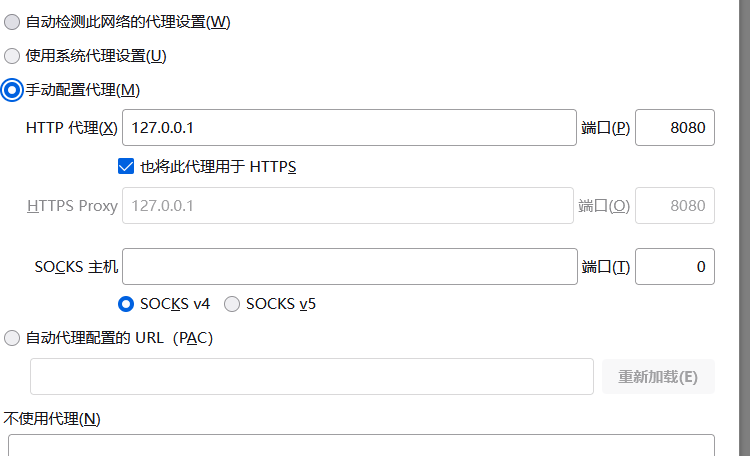 自动检测此网络的代理设置(W)
使用系统代理设置(U)
手动配置代理(M)
HTTP 代理(X) 127.0.0.1 端口(P) 8080
也将此代理用于 HTTPS
HTTPS Proxy 127.0.0.1 端口(O) 8080
SOCKS 主机 端口(T) 0
SOCKS v4 SOCKS v5
自动代理配置的 URL（PAC）
重新加载(E)
不使用代理(N)